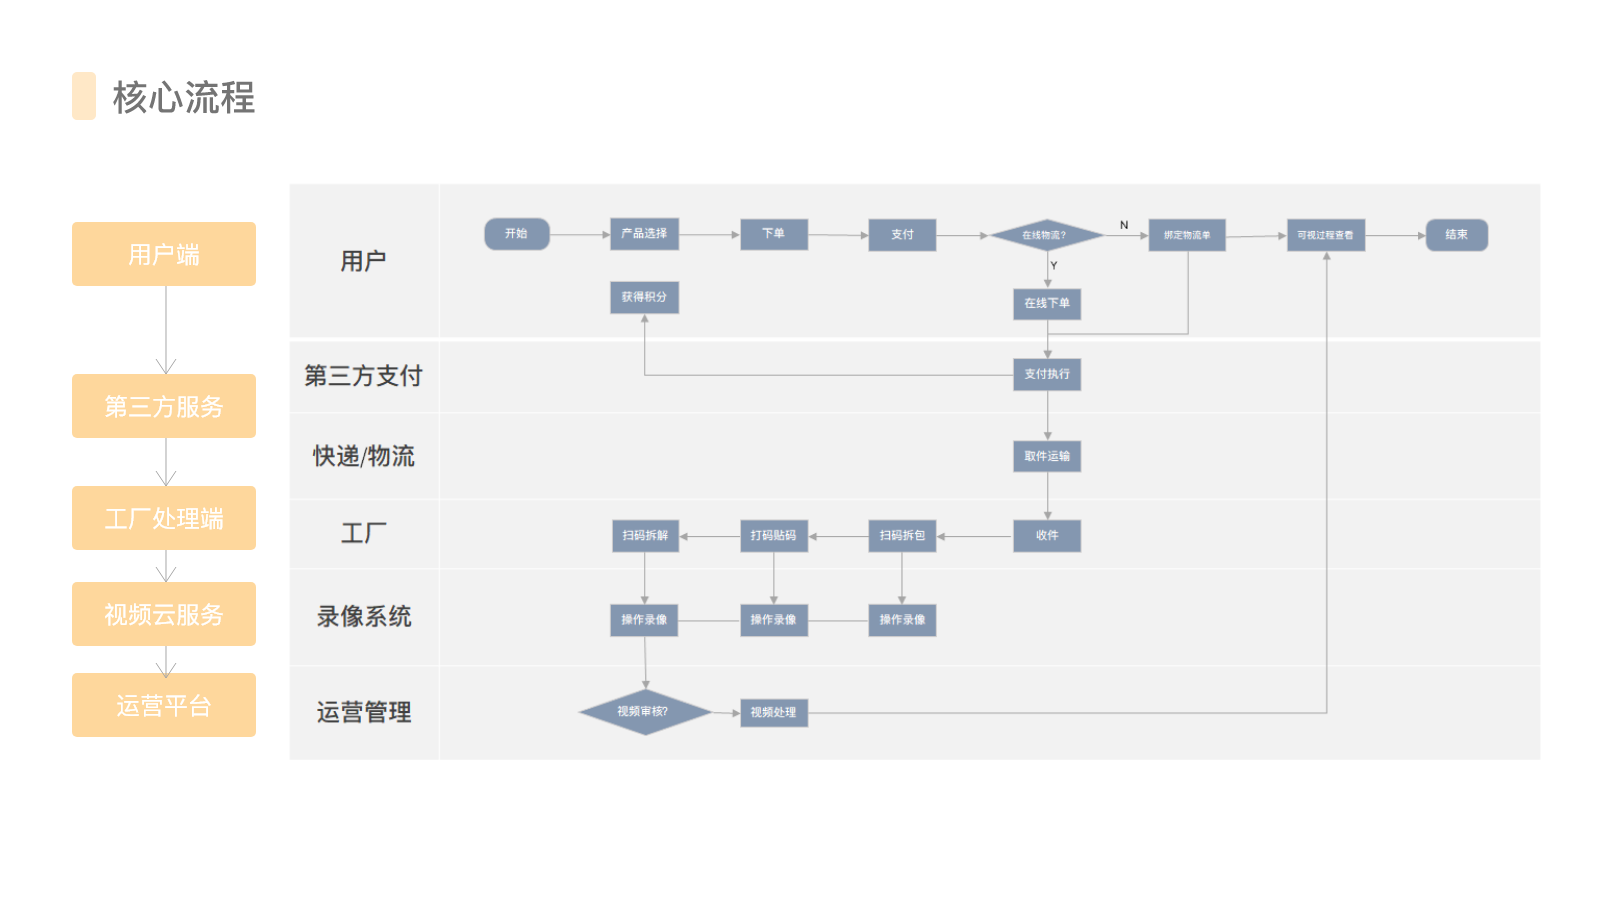 核心流程
用户端
第三方服务
工厂处理端
视频云服务
运营平台
用户
开始
产品选择
下单
支付
在线物流?
N
绑定物流单
可视过程查看
结束
Y
获得积分
在线下单
第三方支付
支付执行
快递/物流
取件运输
工厂
扫码拆解
打码贴码
扫码拆包
收件
录像系统
操作录像
操作录像
操作录像
运营管理
视频审核?
视频处理